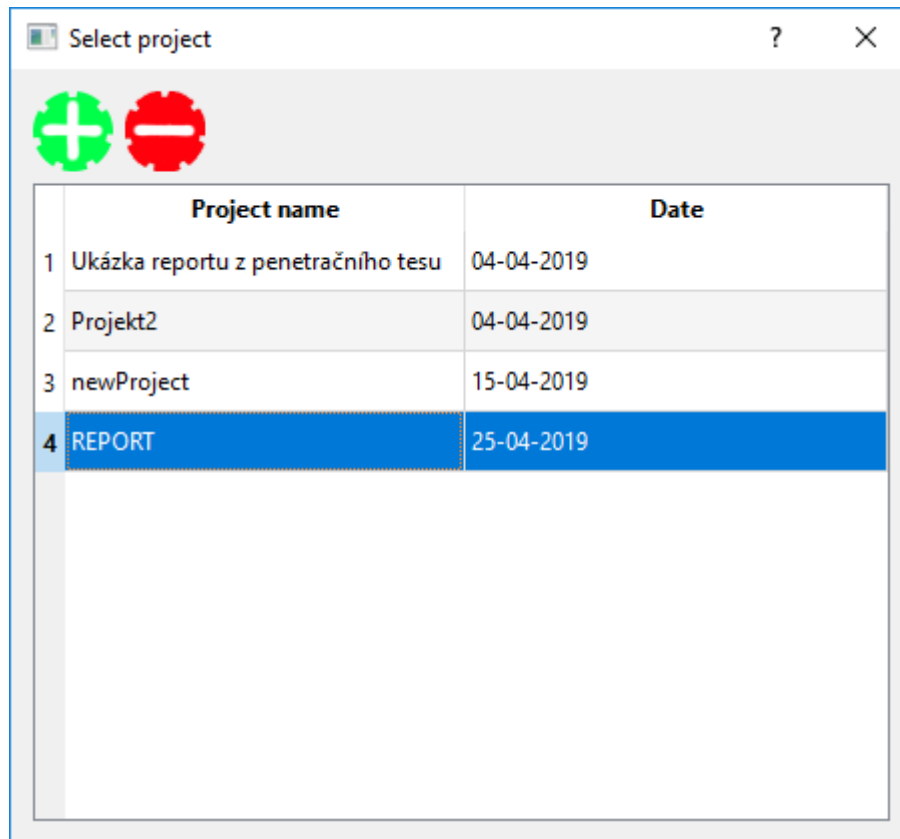 Select project
Project name Date
1 Ukázka reportu z penetračního tesu 04-04-2019
2 Projekt2 04-04-2019
3 newProject 15-04-2019
4 REPORT 25-04-2019